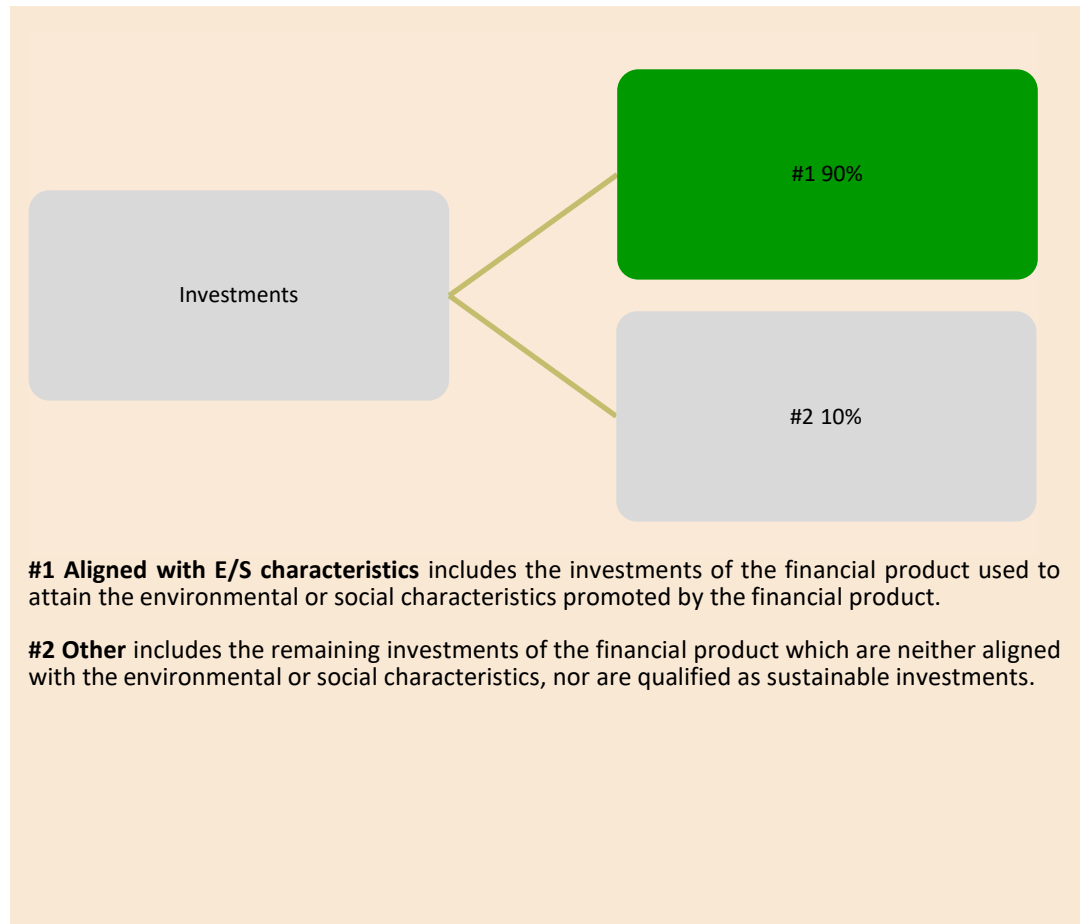 #1 90%
Investments
#2 10%
#1 Aligned with E/S characteristics includes the investments of the financial product used to
attain the environmental or social characteristics promoted by the financial product.
#2 Other includes the remaining investments of the financial product which are neither aligned
with the environmental or social characteristics, nor are qualified as sustainable investments.